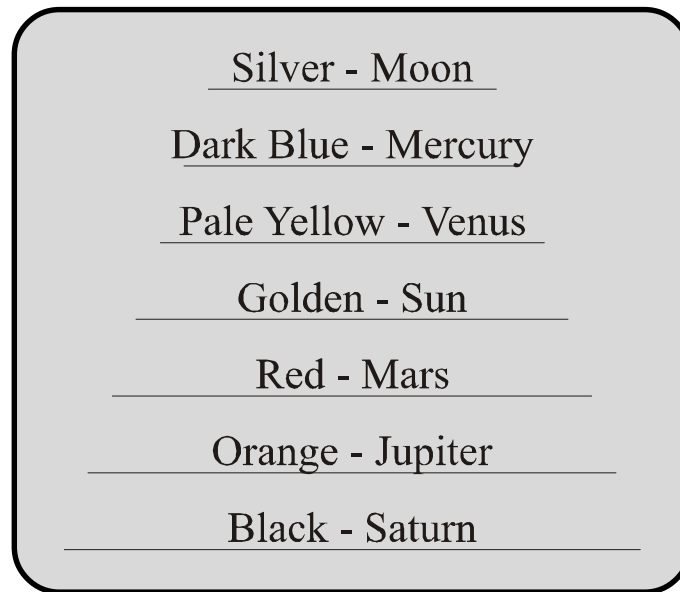 Silver - Moon
Dark Blue - Mercury
Pale Yellow - Venus
Golden - Sun
Red - Mars
Orange - Jupiter
Black - Saturn